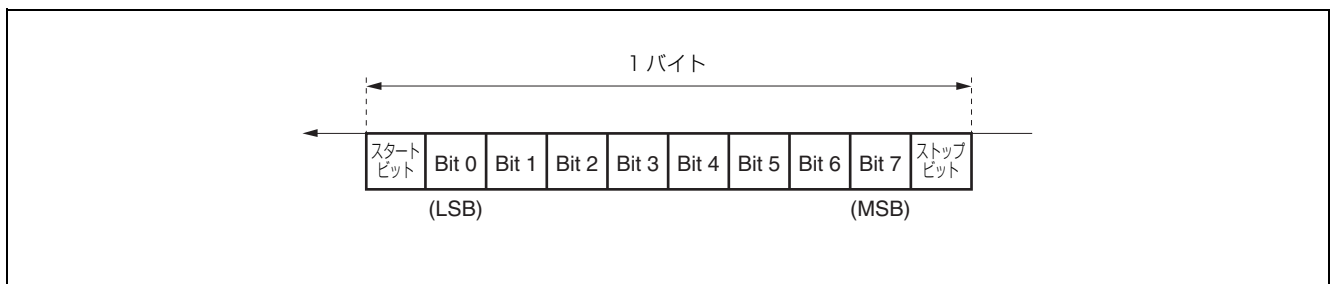 1 バイト
スタート
ビット Bit 0 Bit 1 Bit 2 Bit 3 Bit 4 Bit 5 Bit 6 Bit 7 ストップ
ビット
(LSB) (MSB)